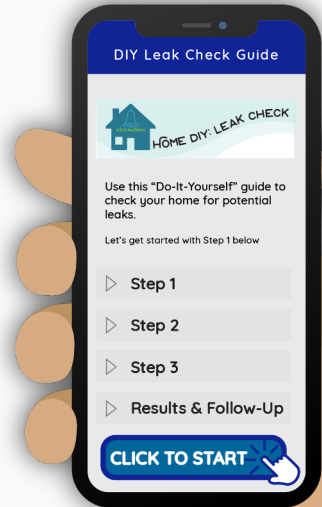 DIY Leak Check Guide
HOME DIY: LEAK CHECK
Use this “Do-It-Yourself” guide to
check your home for potential
leaks.
Let’s get started with Step 1 below
Step 1
Step 2
Step 3
Results & Follow-Up
CLICK TO START